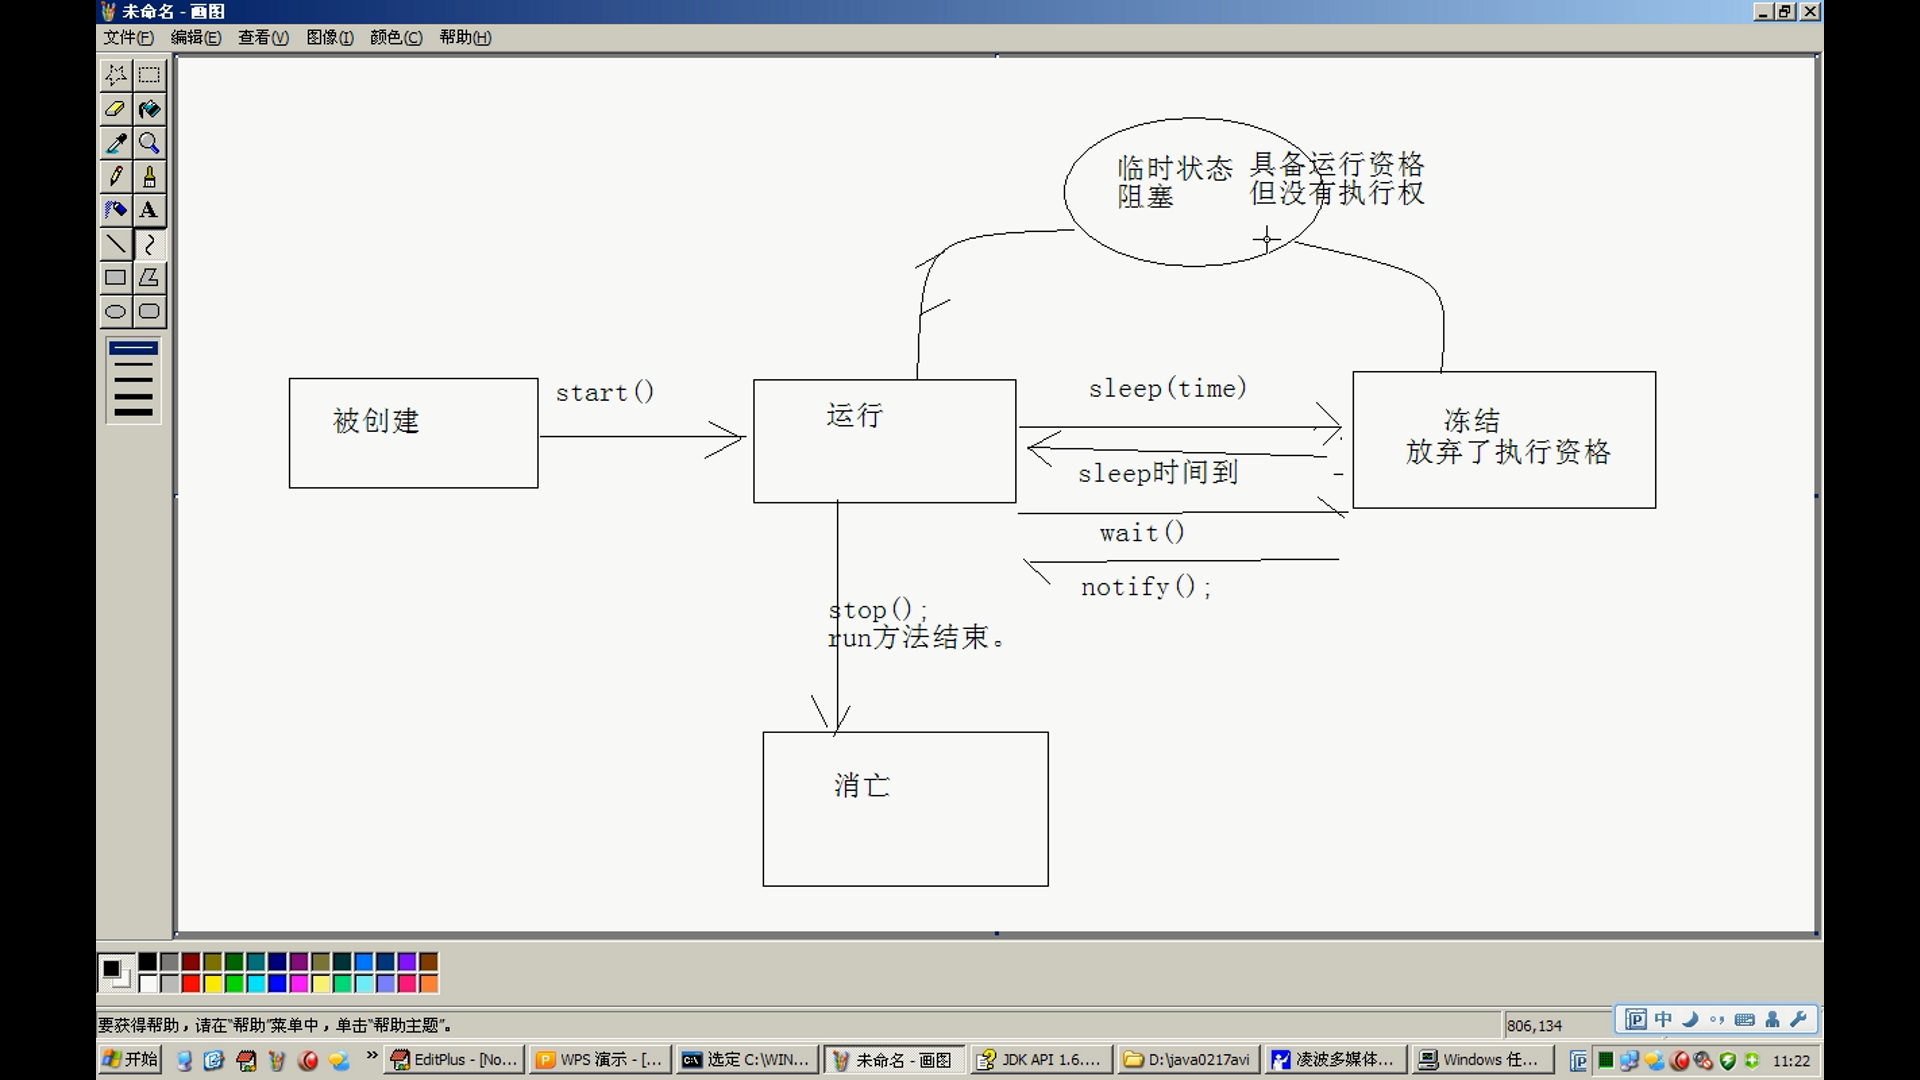 未命名 - 画图
文件(F) 编辑(E) 查看(V) 图像(I) 颜色(C) 帮助(H)
临时状态
阻塞
具备运行资格
但没有执行权
被创建
start()
运行
sleep(time)
冻结
放弃了执行资格
sleep时间到
wait()
notify();
stop();
run方法结束。
消亡
要获得帮助，请在“帮助”菜单中，单击“帮助主题”。
806,134
中
开始
EditPlus - [No...
WPS 演示 - [...
选定 C:\WIN...
未命名 - 画图
JDK API 1.6....
D:\java0217avi
凌波多媒体...
Windows 任...
11:22